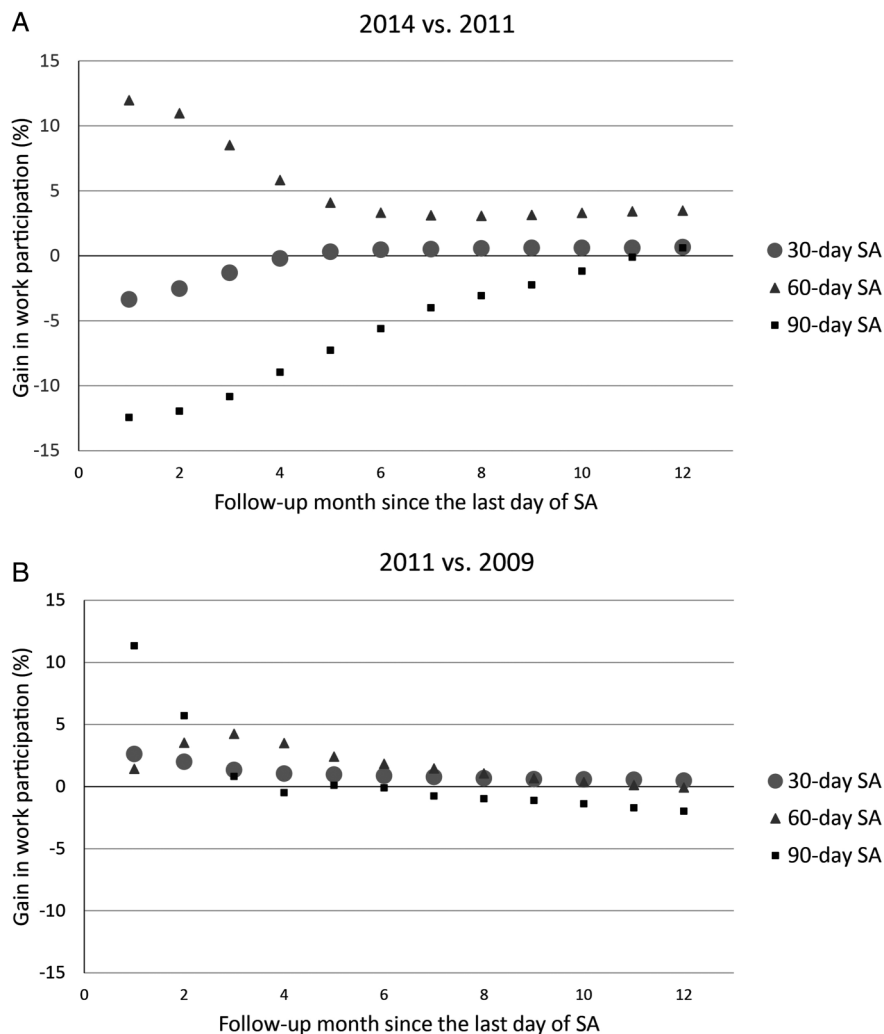 A
2014 vs. 2011
15
10
5
0
-5
-10
-15
Gain in work participation (%)
0 2 4 6 8 10 12
Follow-up month since the last day of SA
30-day SA
60-day SA
90-day SA
B
2011 vs. 2009
15
10
5
0
-5
-10
-15
Gain in work participation (%)
0 2 4 6 8 10 12
Follow-up month since the last day of SA
30-day SA
60-day SA
90-day SA